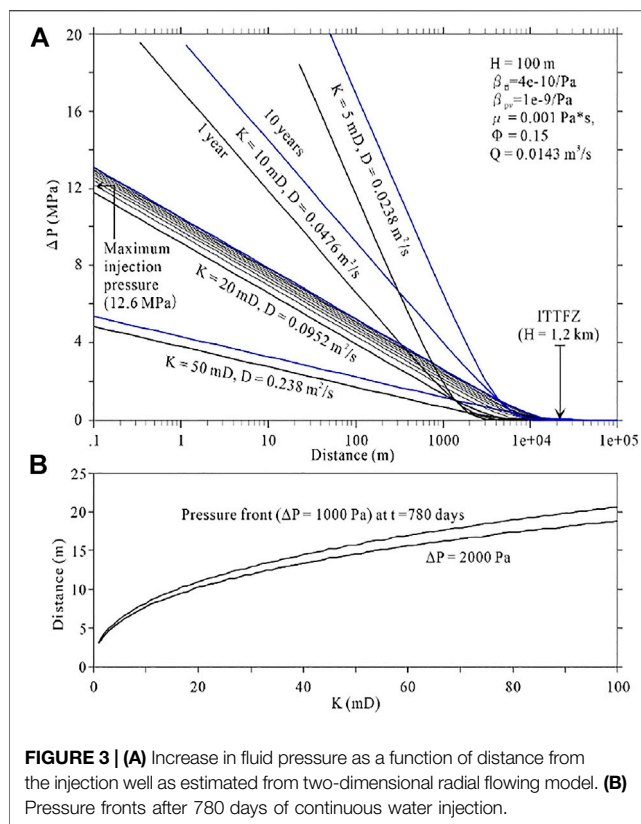 A
20
16
12
8
4
0
ΔP (MPa)
H = 100 m
βfl=4e-10/Pa
βpv=1e-9/Pa
μ = 0.001 Pa*s,
Φ = 0.15
Q = 0.0143 m³/s
1 year
10 years
K = 5 mD, D = 0.0238 m²/s
K = 10 mD, D = 0.0476 m²/s
K = 20 mD, D = 0.0952 m²/s
K = 50 mD, D = 0.238 m²/s
Maximum
injection
pressure
(12.6 MPa)
ITTFZ
(H = 1.2 km)
.1 1 10 100 1000 1e+04 1e+05
Distance (m)
B
25
20
15
10
5
0
Distance (m)
Pressure front (ΔP = 1000 Pa) at t=780 days
ΔP = 2000 Pa
0 20 40 60 80 100
K (mD)
FIGURE 3 | (A) Increase in fluid pressure as a function of distance from
the injection well as estimated from two-dimensional radial flowing model. (B)
Pressure fronts after 780 days of continuous water injection.